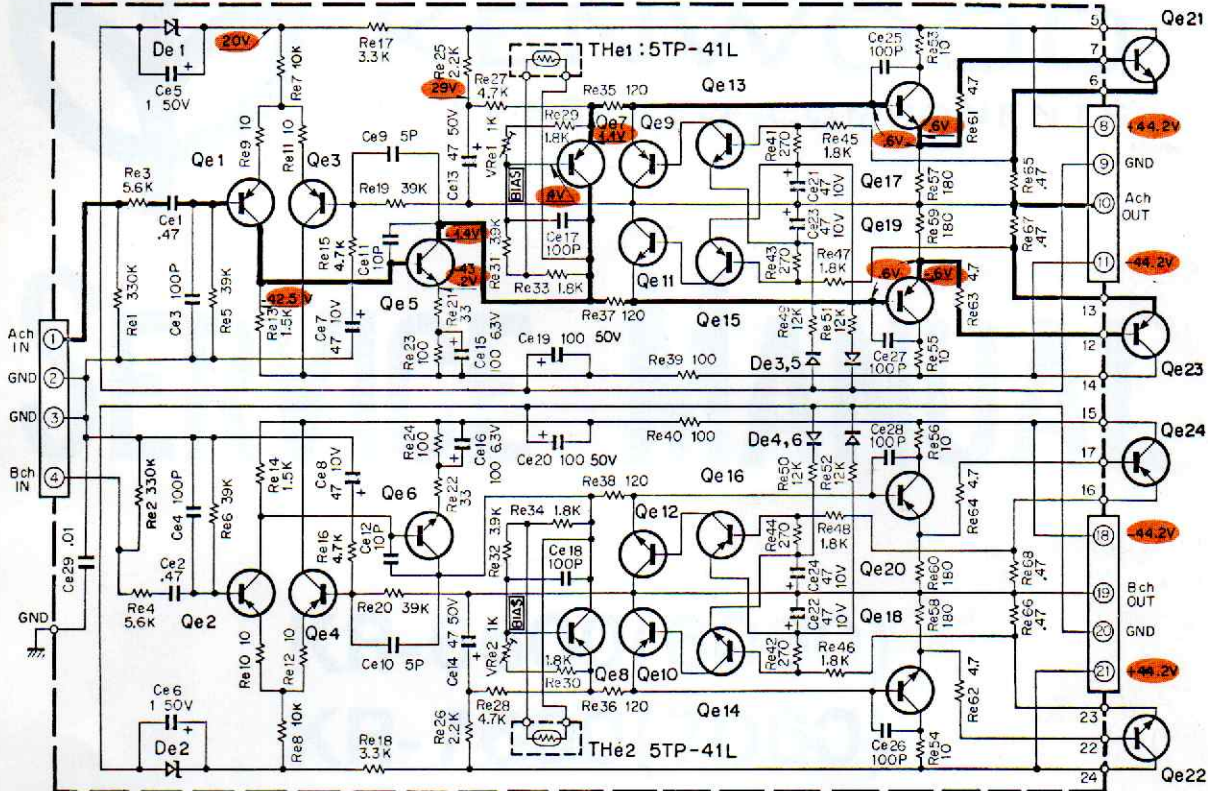 De1
Ce5
1 50V
20V
Re17
3.3K
Re7 10K
Re25
2.2K
THe1:5TP-41L
Ce25
100P
Re53
10
5
Qe21
7
6
Re9 10
Re11 10
Qe1
Qe3
Ce9 5P
29V
Re27
4.7K
Re35 120
Qe13
Re29
1.8K
Qe7
Qe9
VRe1 1K
BIAS
Ce13 47 50V
Re41
270
Re45
1.8K
.6V
.6V
Re61
4.7
8
+44.2V
9
GND
Re3
5.6K
Ce1
.47
Re19 39K
.4V
Ce21
47
10V
Qe17
Re57
180
Re65
.47
10
Ach
OUT
Re15
4.7K
Ce11
10P
Qe5
Ce17
100P
Ce23
47
10V
Qe19
Re59
180
Re67
.47
Re31 3.9K
Re33 1.8K
Qe11
Re43
270
Re47
1.8K
.6V
-.6V
11
-44.2V
42.5V
Re1 330K
Ce3 100P
Re5 39K
Re13
1.5K
Ce7
47 10V
Re21
33
Re23
100
Ce15
100 6.3V
Re37
120
Qe15
Re49
12K
Re51
12K
4.7
Re63
13
12
Ach
IN
1
Ce19 100 50V
Re39 100
De3,5
Ce27
100P
Re55
10
Qe23
14
GND
2
GND
3
15
Bch
IN
4
Re2 330K
Ce4 100P
Re6 39K
Re14
1.5K
Ce8
47 10V
Re24
100
Ce16
100 6.3V
Re22
33
Qe6
Ce20 100 50V
Re40 100
De4,6
Re50
12K
Re52
12K
Ce28
100P
Re56
10
Qe24
17
16
Qe16
Re38 120
Re64
4.7
Ce29 .01
Ce2
.47
Re4
5.6K
Re16
4.7K
Ce12
10P
Re34 1.8K
Re32 3.9K
Ce18
100P
Qe12
Re44
270
Re48
1.8K
18
-44.2V
Re20 39K
Ce24
47
10V
Qe20
Re60
180
Re68
.47
19
Bch
OUT
GND
Qe2
Qe4
Ce10 5P
Ce14 47 50V
VRe2 1K
BIAS
Ce22
47
10V
Qe18
Re58
180
Re66
.47
20
GND
Re10 10
Re12 10
1.8K
Re30
Qe8
Qe10
Re42
270
Re46
1.8K
21
+44.2V
Re28
4.7K
Re36 120
Qe14
Re62
4.7
23
22
Ce6
1 50V
De2
Re8 10K
Re18
3.3K
Re26
2.2K
THe2 5TP-41L
Ce26
100P
Re54
10
24
Qe22